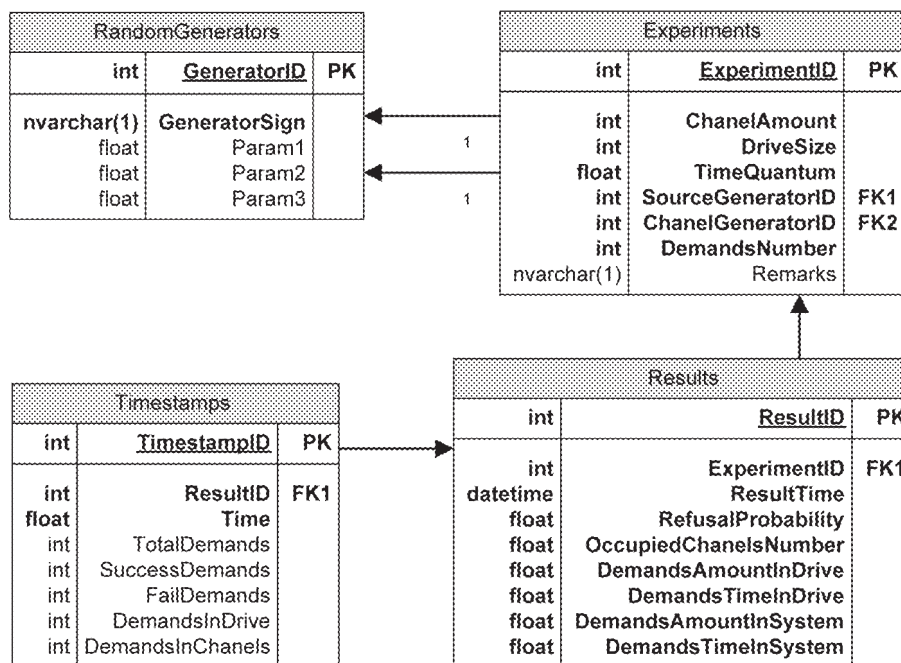 RandomGenerators
int GeneratorID PK
nvarchar(1) GeneratorSign
float Param1
float Param2
float Param3
1
1
Experiments
int ExperimentID PK
int ChanelAmount
int DriveSize
float TimeQuantum
int SourceGeneratorID FK1
int ChanelGeneratorID FK2
int DemandsNumber
nvarchar(1) Remarks
Timestamps
int TimestampID PK
int ResultID FK1
float Time
int TotalDemands
int SuccessDemands
int FailDemands
int DemandsInDrive
int DemandsInChanels
Results
int ResultID PK
int ExperimentID FK1
datetime ResultTime
float RefusalProbability
float OccupiedChanelsNumber
float DemandsAmountInDrive
float DemandsTimeInDrive
float DemandsAmountInSystem
float DemandsTimeInSystem